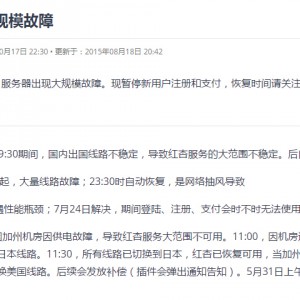 规模故障
0月17日 22:30 • 更新于：2015年08月18日 20:42
服务器出现大规模故障。现暂停新用户注册和支付，恢复时间请关注
9:30期间，国内出国线路不稳定，导致红杏服务的大范围不稳定。后
起，大量线路故障；23:30时自动恢复，是网络抽风导致
性能瓶颈；7月24日解决，期间登陆、注册、支付会时不时无法使用
加州机房因供电故障，导致红杏服务大范围不可用。11:00，因机房
日本线路。11:30，所有线路已切换到日本，红杏已恢复可用，当加州
换美国线路。后续会发放补偿（插件会弹出通知告知）。5月31日上午